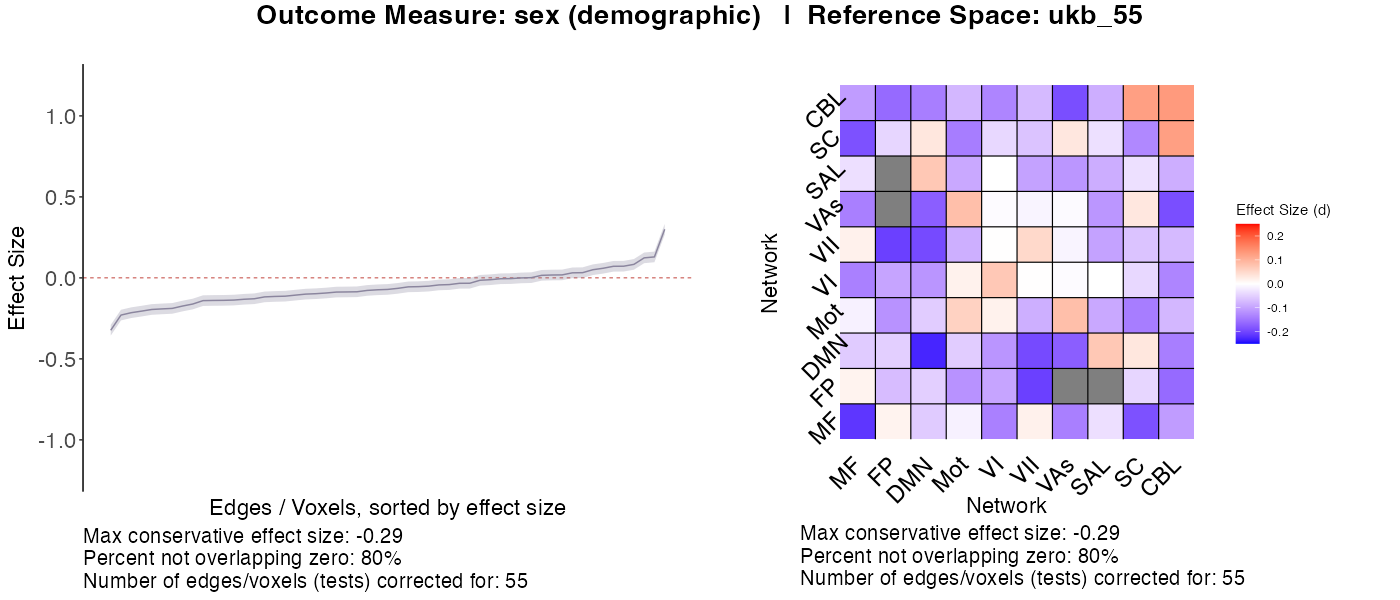 Outcome Measure: sex (demographic) | Reference Space: ukb_55
Effect Size
1.0
0.5
0.0
-0.5
-1.0
Edges / Voxels, sorted by effect size
Max conservative effect size: -0.29
Percent not overlapping zero: 80%
Number of edges/voxels (tests) corrected for: 55
Network
CBL
SC
SAL
VAs
VII
VI
Mot
DMN
FP
MF
MF FP DMN Mot VI VII VAs SAL SC CBL
Network
Effect Size (d)
0.2
0.1
0.0
-0.1
-0.2
Max conservative effect size: -0.29
Percent not overlapping zero: 80%
Number of edges/voxels (tests) corrected for: 55